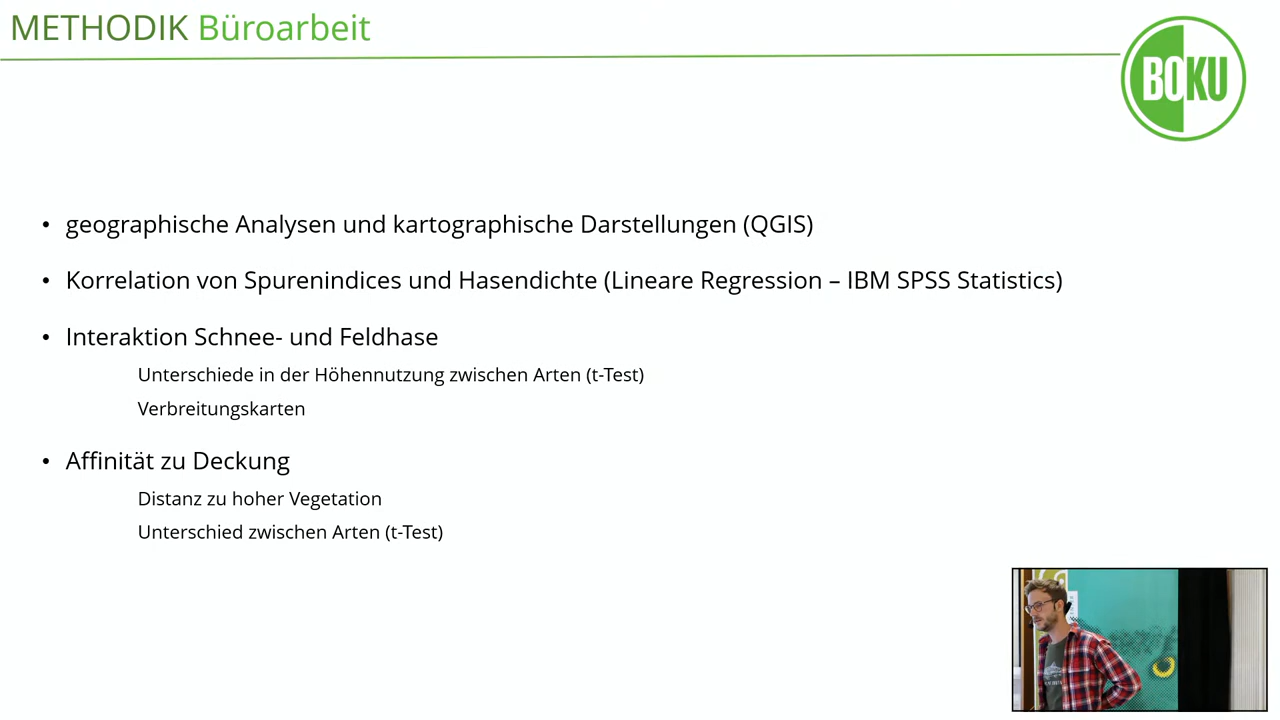 METHODIK Büroarbeit
BOKU
• geographische Analysen und kartographische Darstellungen (QGIS)
• Korrelation von Spurenindices und Hasendichte (Lineare Regression – IBM SPSS Statistics)
• Interaktion Schnee- und Feldhase
Unterschiede in der Höhennutzung zwischen Arten (t-Test)
Verbreitungskarten
• Affinität zu Deckung
Distanz zu hoher Vegetation
Unterschied zwischen Arten (t-Test)